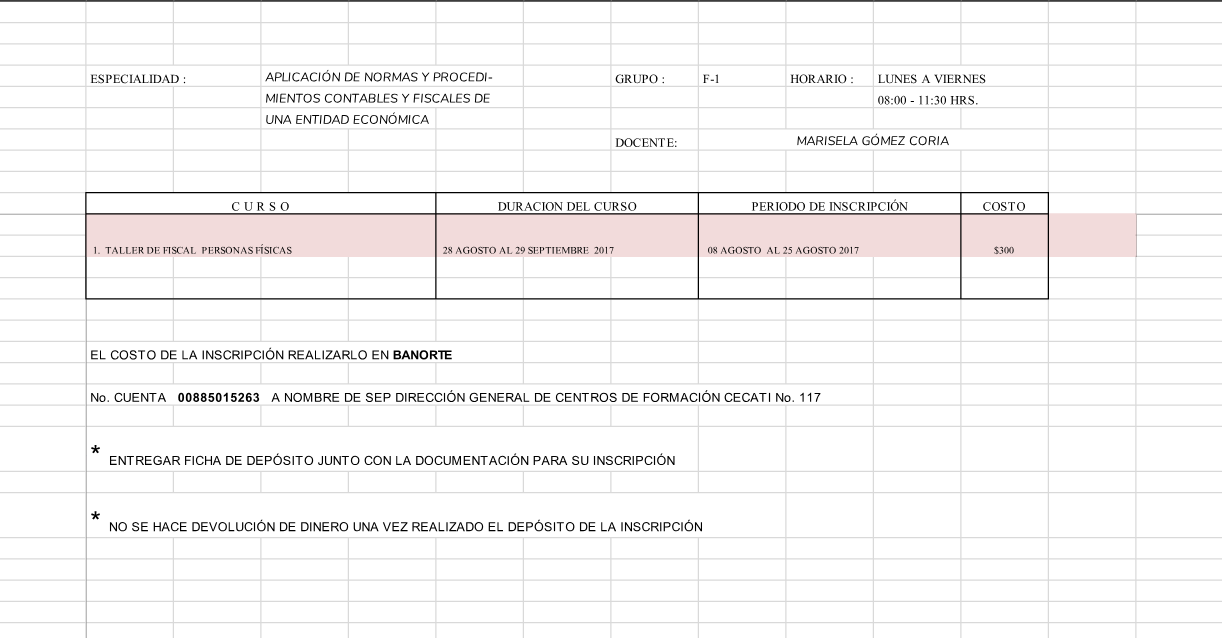 ESPECIALIDAD : APLICACIÓN DE NORMAS Y PROCEDI- GRUPO : F-1 HORARIO : LUNES A VIERNES
MIENTOS CONTABLES Y FISCALES DE 08:00 - 11:30 HRS.
UNA ENTIDAD ECONÓMICA
DOCENTE: MARISELA GÓMEZ CORIA
C U R S O DURACION DEL CURSO PERIODO DE INSCRIPCIÓN COSTO
1. TALLER DE FISCAL PERSONAS FÍSICAS 28 AGOSTO AL 29 SEPTIEMBRE 2017 08 AGOSTO AL 25 AGOSTO 2017 $300
EL COSTO DE LA INSCRIPCIÓN REALIZARLO EN BANORTE
No. CUENTA 00885015263 A NOMBRE DE SEP DIRECCIÓN GENERAL DE CENTROS DE FORMACIÓN CECATI No. 117
* ENTREGAR FICHA DE DEPÓSITO JUNTO CON LA DOCUMENTACIÓN PARA SU INSCRIPCIÓN
* NO SE HACE DEVOLUCIÓN DE DINERO UNA VEZ REALIZADO EL DEPÓSITO DE LA INSCRIPCIÓN